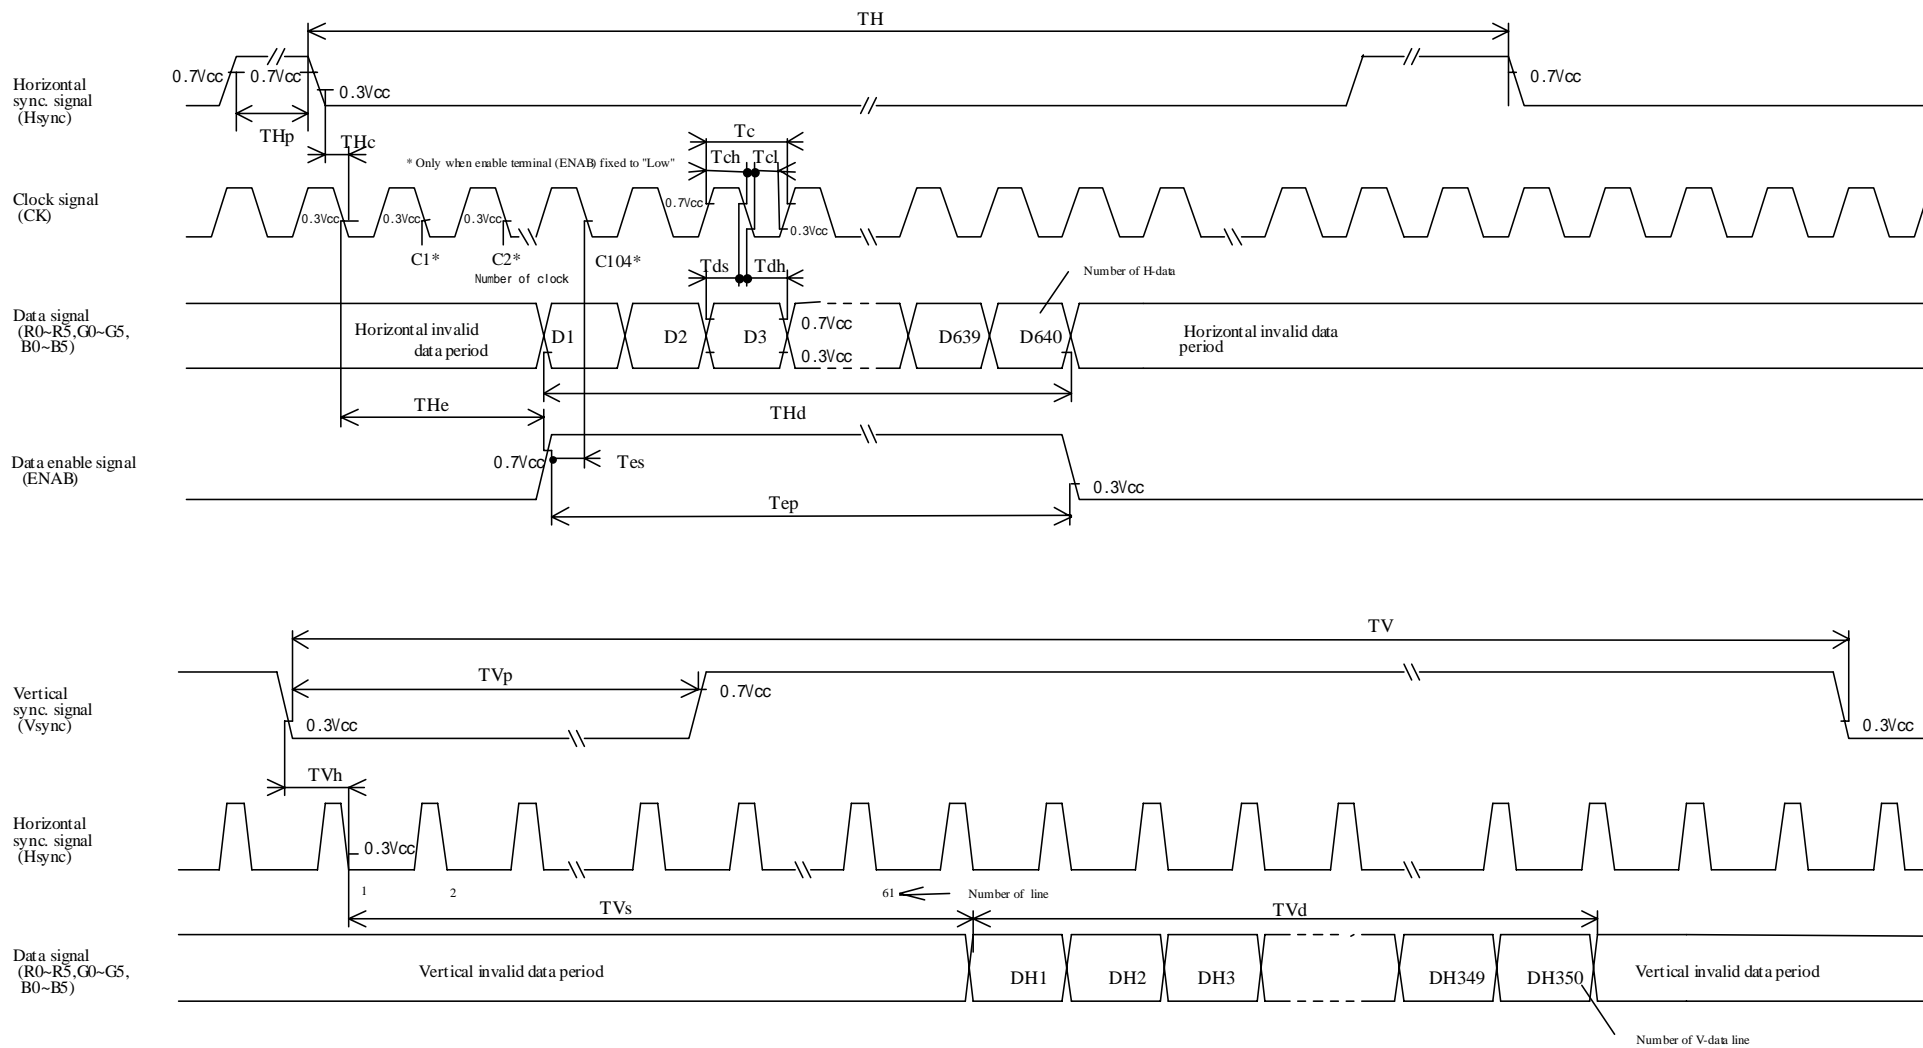 TH
0.7Vcc
0.7Vcc
0.7Vcc
Horizontal
sync. signal
(Hsync)
0.3Vcc
THp
THc
Tc
* Only when enable terminal (ENAB) fixed to "Low"
Tch
Tcl
Clock signal
(CK)
0.3Vcc
0.3Vcc
0.3Vcc
0.7Vcc
0.3Vcc
C1*
C2*
C104*
Number of clock
Tds
Tdh
Number of H-data
Data signal
(R0~R5,G0~G5,
B0~B5)
Horizontal invalid
data period
D1
D2
D3
0.7Vcc
0.3Vcc
D639
D640
Horizontal invalid data
period
THe
THd
Data enable signal
(ENAB)
0.7Vcc
Tes
0.3Vcc
Tep
TV
TVp
Vertical
sync. signal
(Vsync)
0.3Vcc
0.7Vcc
0.3Vcc
TVh
Horizontal
sync. signal
(Hsync)
0.3Vcc
1
2
61
Number of line
TVs
TVd
Data signal
(R0~R5,G0~G5,
B0~B5)
Vertical invalid data period
DH1
DH2
DH3
DH349
DH350
Vertical invalid data period
Number of V-data line